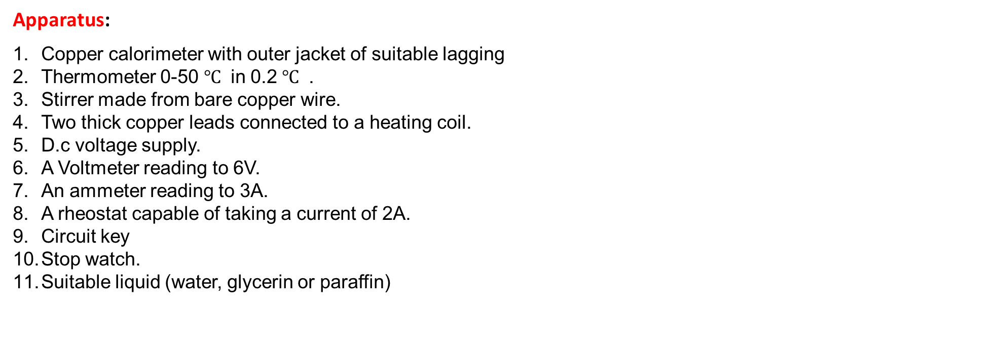 Apparatus:
1. Copper calorimeter with outer jacket of suitable lagging
2. Thermometer 0-50 ℃ in 0.2 ℃ .
3. Stirrer made from bare copper wire.
4. Two thick copper leads connected to a heating coil.
5. D.c voltage supply.
6. A Voltmeter reading to 6V.
7. An ammeter reading to 3A.
8. A rheostat capable of taking a current of 2A.
9. Circuit key
10. Stop watch.
11. Suitable liquid (water, glycerin or paraffin)